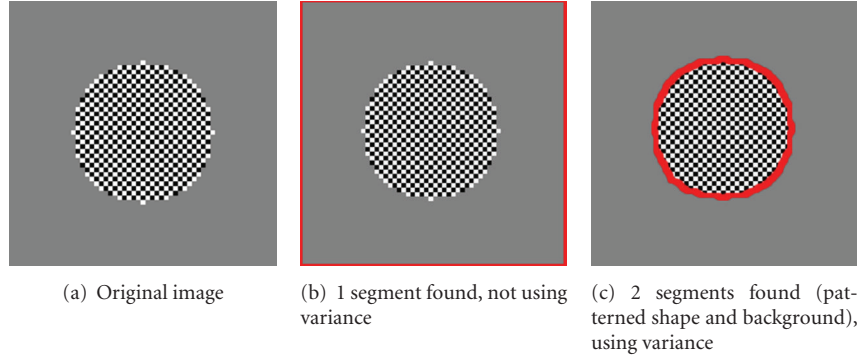 (a) Original image
(b) 1 segment found, not using
variance
(c) 2 segments found (pat-
terned shape and background),
using variance